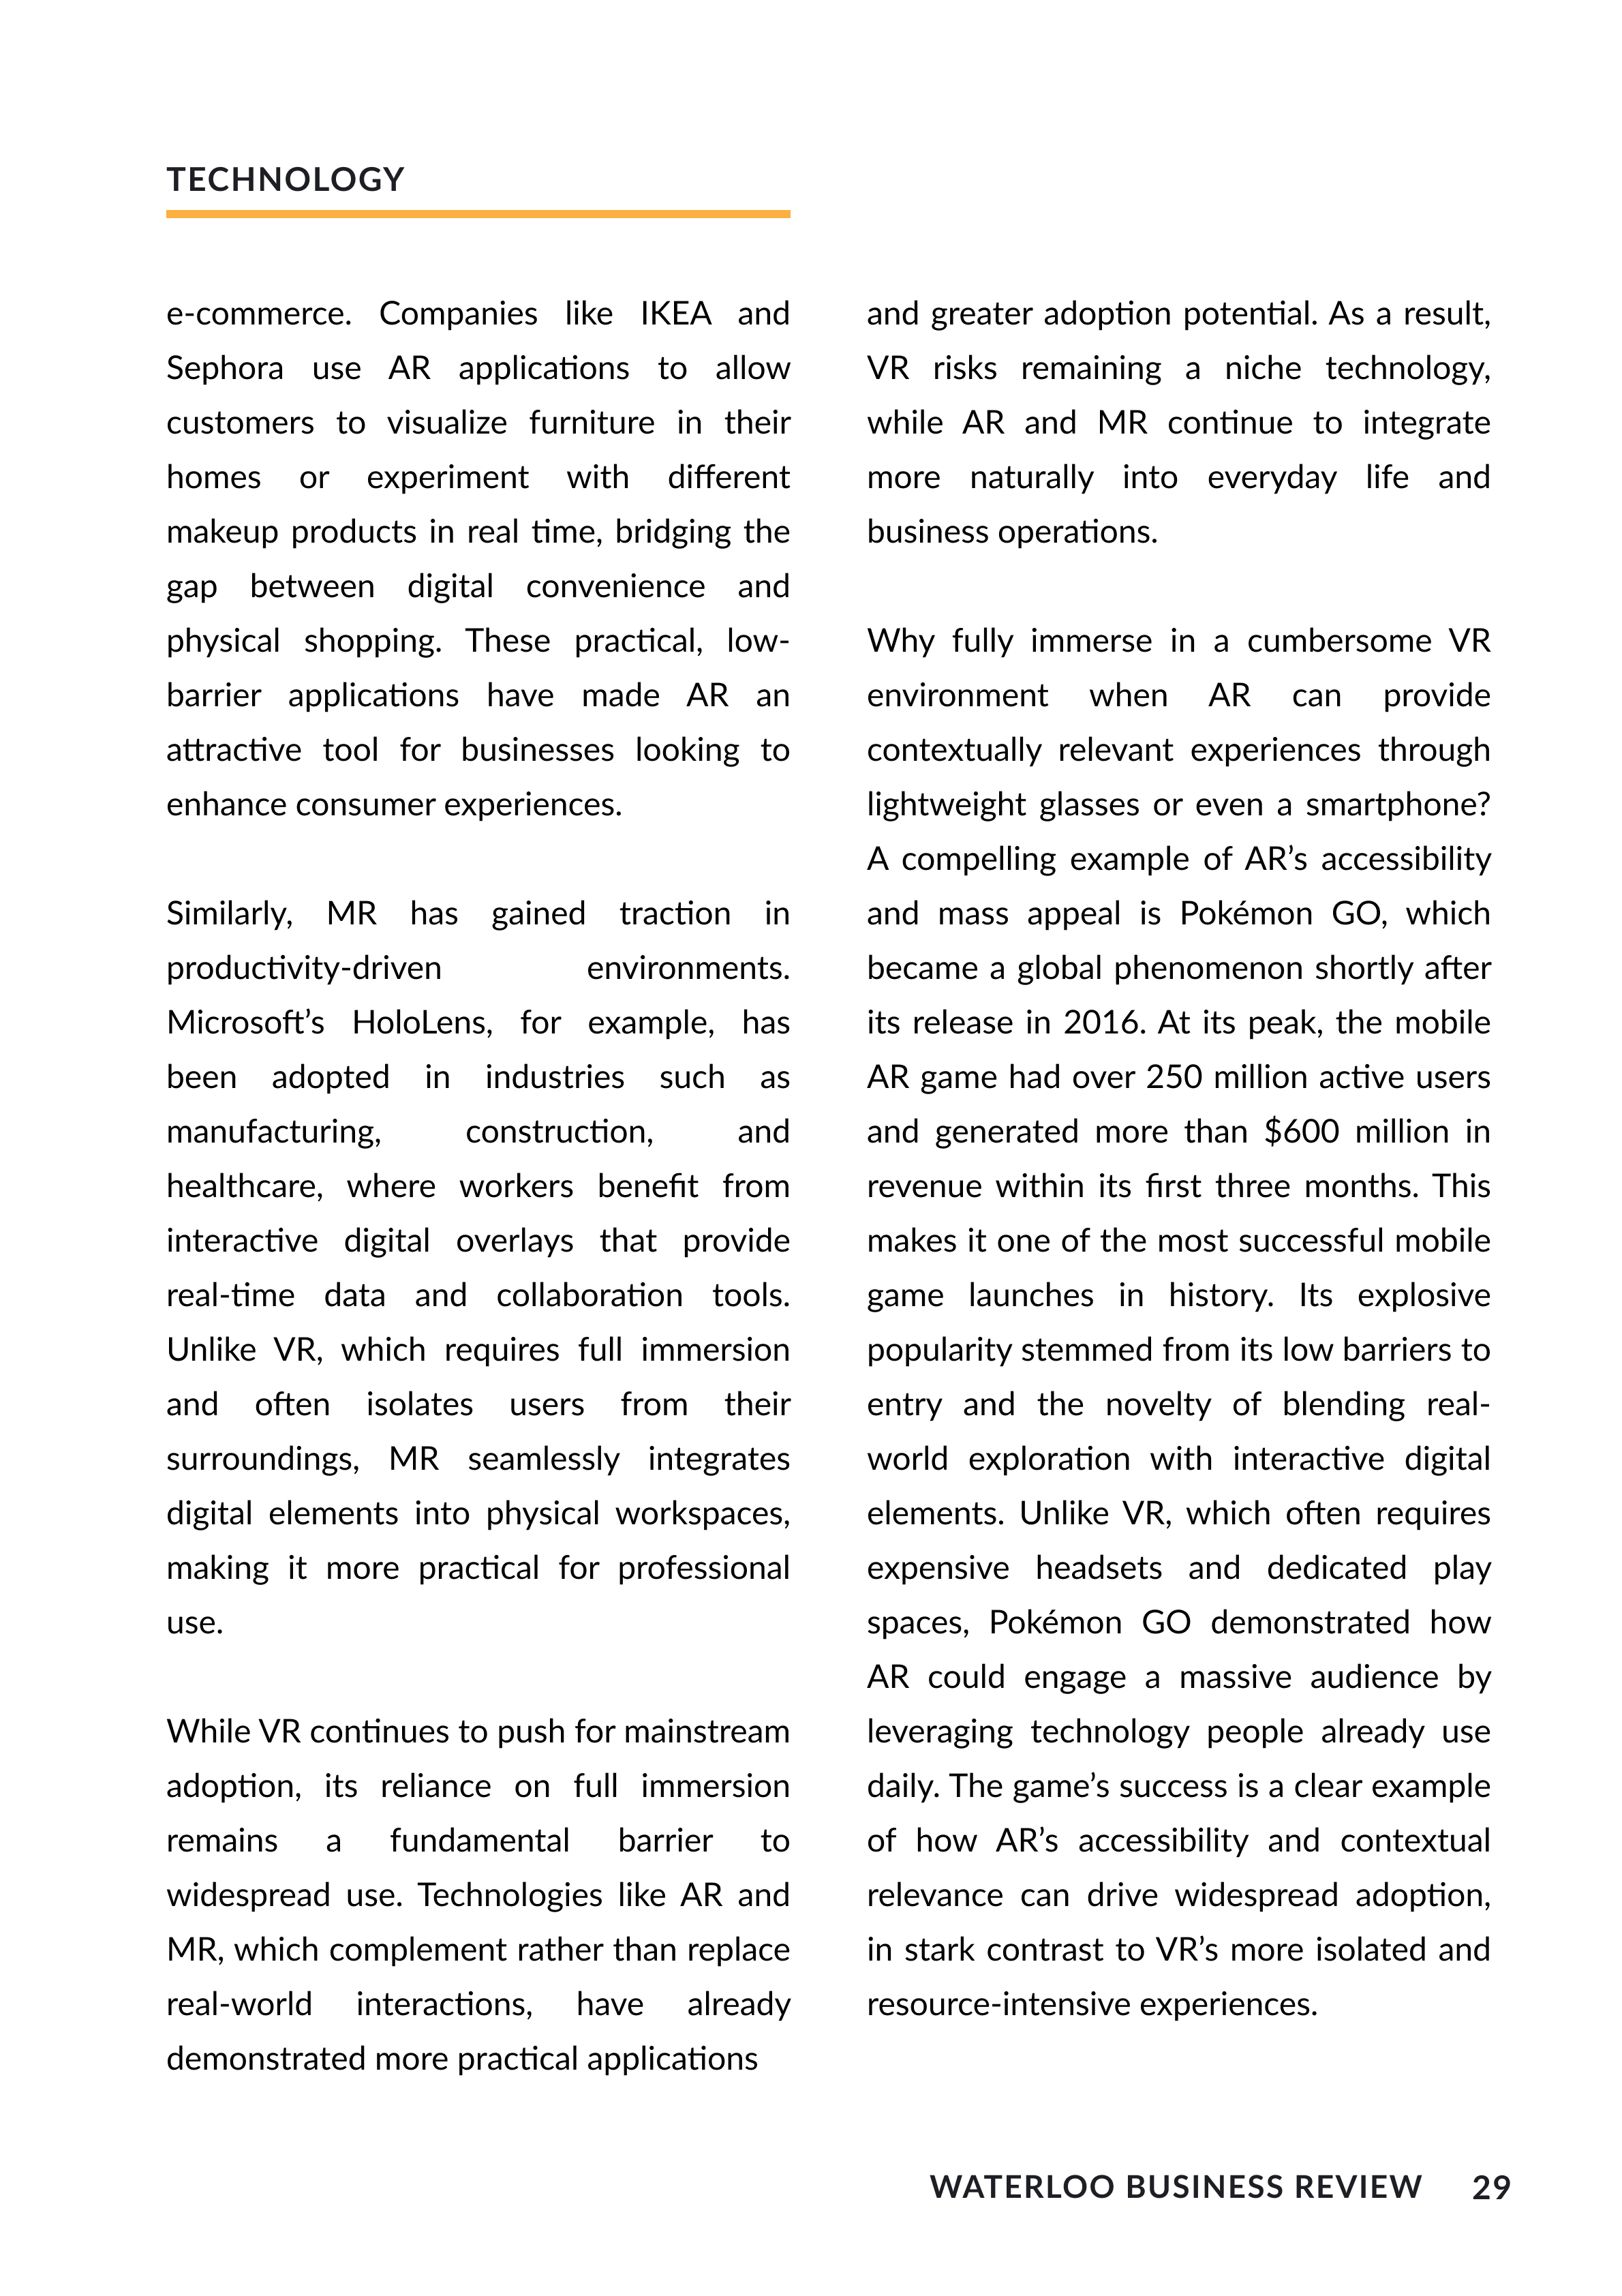 TECHNOLOGY
e-commerce. Companies like IKEA and
Sephora use AR applications to allow
customers to visualize furniture in their
homes or experiment with different
makeup products in real time, bridging the
gap between digital convenience and
physical shopping. These practical, low-
barrier applications have made AR an
attractive tool for businesses looking to
enhance consumer experiences.
Similarly, MR has gained traction in
productivity-driven environments.
Microsoft’s HoloLens, for example, has
been adopted in industries such as
manufacturing, construction, and
healthcare, where workers benefit from
interactive digital overlays that provide
real-time data and collaboration tools.
Unlike VR, which requires full immersion
and often isolates users from their
surroundings, MR seamlessly integrates
digital elements into physical workspaces,
making it more practical for professional
use.
While VR continues to push for mainstream
adoption, its reliance on full immersion
remains a fundamental barrier to
widespread use. Technologies like AR and
MR, which complement rather than replace
real-world interactions, have already
demonstrated more practical applications
and greater adoption potential. As a result,
VR risks remaining a niche technology,
while AR and MR continue to integrate
more naturally into everyday life and
business operations.
Why fully immerse in a cumbersome VR
environment when AR can provide
contextually relevant experiences through
lightweight glasses or even a smartphone?
A compelling example of AR’s accessibility
and mass appeal is Pokémon GO, which
became a global phenomenon shortly after
its release in 2016. At its peak, the mobile
AR game had over 250 million active users
and generated more than $600 million in
revenue within its first three months. This
makes it one of the most successful mobile
game launches in history. Its explosive
popularity stemmed from its low barriers to
entry and the novelty of blending real-
world exploration with interactive digital
elements. Unlike VR, which often requires
expensive headsets and dedicated play
spaces, Pokémon GO demonstrated how
AR could engage a massive audience by
leveraging technology people already use
daily. The game’s success is a clear example
of how AR’s accessibility and contextual
relevance can drive widespread adoption,
in stark contrast to VR’s more isolated and
resource-intensive experiences.
WATERLOO BUSINESS REVIEW 29